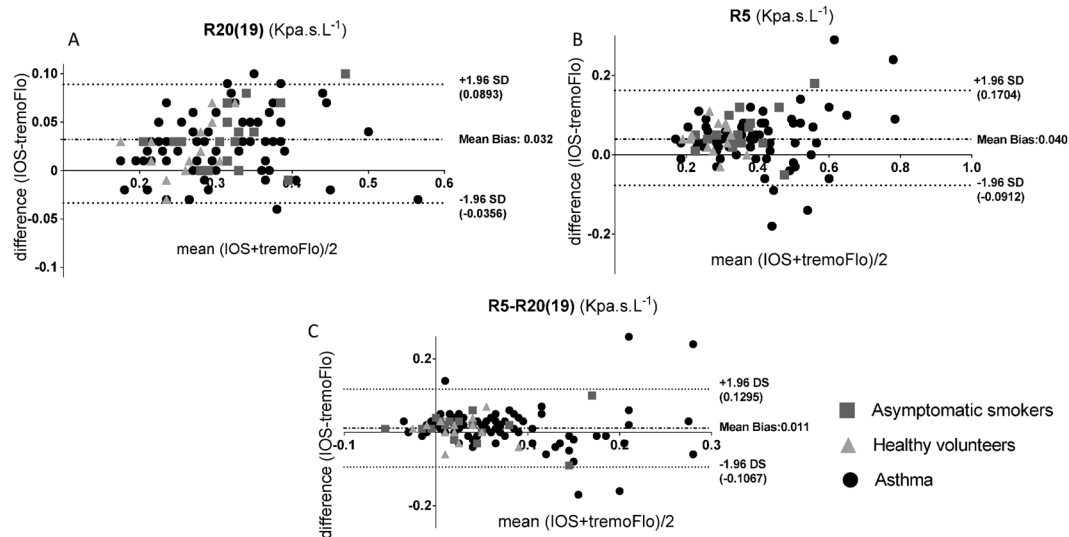 A
R20(19) (Kpa.s.L-1)
difference (IOS-tremoFlo)
0.10
0.05
0
-0.05
-0.1
0.2
0.3
0.4
0.5
0.6
+1.96 SD
(0.0893)
Mean Bias: 0.032
-1.96 SD
(-0.0356)
mean (IOS+tremoFlo)/2
B
R5 (Kpa.s.L-1)
difference (IOS-tremoFlo)
0.2
0.0
-0.2
0.2
0.4
0.6
0.8
1.0
+1.96 SD
(0.1704)
Mean Bias:0.040
-1.96 SD
(-0.0912)
mean (IOS+tremoFlo)/2
C
R5-R20(19) (Kpa.s.L-1)
difference (IOS-tremoFlo)
0.2
-0.2
-0.1
0.1
0.2
0.3
+1.96 DS
(0.1295)
Mean Bias:0.011
-1.96 DS
(-0.1067)
mean (IOS+tremoFlo)/2
Asymptomatic smokers
Healthy volunteers
Asthma